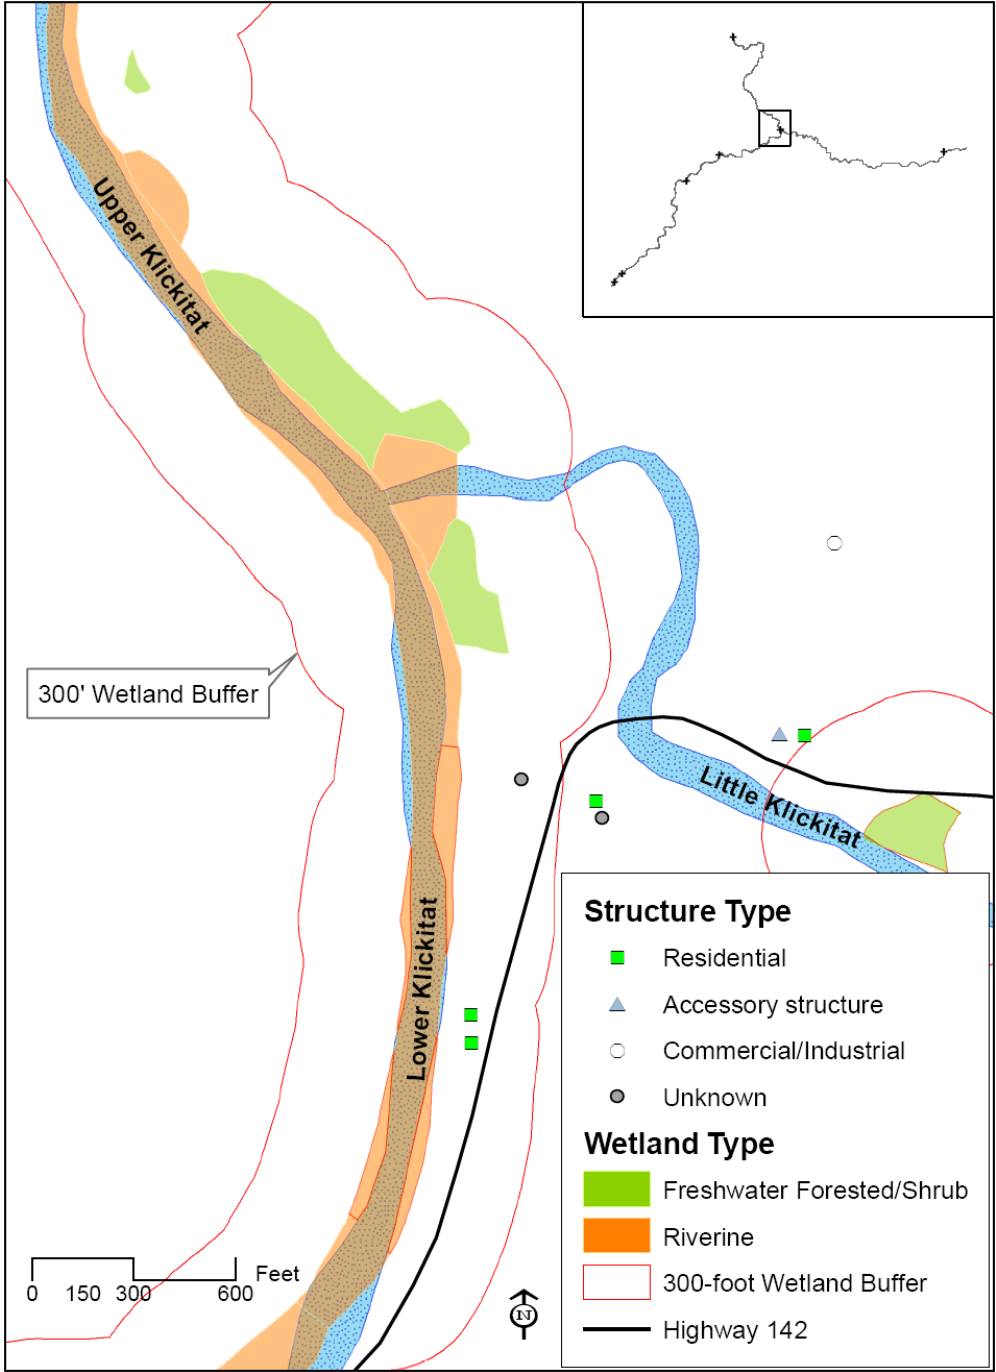 Upper Klickitat
300' Wetland Buffer
Little Klickitat
Lower Klickitat
Structure Type
Residential
Accessory structure
Commercial/Industrial
Unknown
Wetland Type
Freshwater Forested/Shrub
Riverine
300-foot Wetland Buffer
Highway 142
Feet
0 150 300 600
N